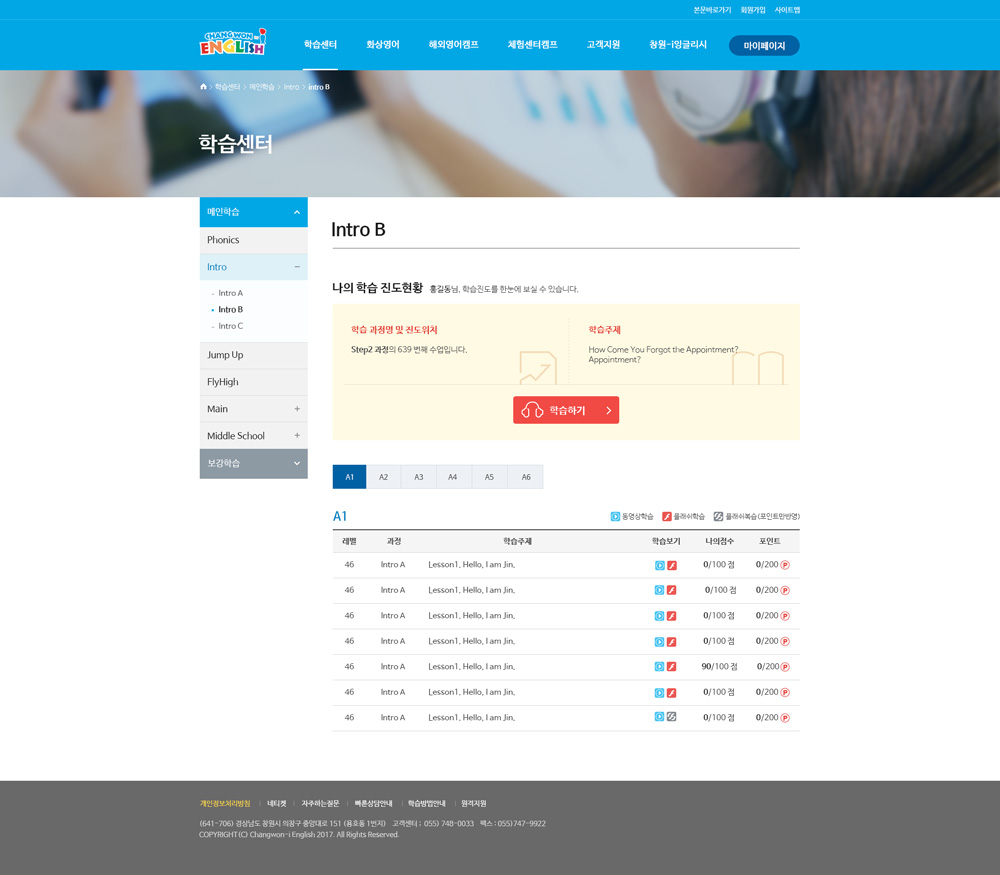 본문바로가기 회원가입 사이트맵
CHANGWON-i ENGLISH
학습센터 화상영어 해외영어캠프 체험센터캠프 고객지원 창원-i잉글리시 마이페이지
> 학습센터 > 메인학습 > Intro > intro B
학습센터
메인학습
Phonics
Intro
- Intro A
Intro B
- Intro C
Jump Up
FlyHigh
Main
Middle School
보강학습
Intro B
나의 학습 진도현황 홍길동님, 학습진도를 한눈에 보실 수 있습니다.
학습 과정명 및 진도위치
Step2 과정의 639 번째 수업입니다.
학습주제
How Come You Forgot the Appointment?
Appointment?
학습하기
A1 A2 A3 A4 A5 A6
A1
동영상학습 플래쉬학습 플래쉬복습(포인트만반영)
레벨 과정 학습주제 학습보기 나의점수 포인트
46 Intro A Lesson1. Hello, I am Jin. 0/100 점 0/200 P
46 Intro A Lesson1. Hello, I am Jin. 0/100 점 0/200 P
46 Intro A Lesson1. Hello, I am Jin. 0/100 점 0/200 P
46 Intro A Lesson1. Hello, I am Jin. 0/100 점 0/200 P
46 Intro A Lesson1. Hello, I am Jin. 90/100 점 0/200 P
46 Intro A Lesson1. Hello, I am Jin. 0/100 점 0/200 P
46 Intro A Lesson1. Hello, I am Jin. 0/100 점 0/200 P
개인정보처리방침 | 네티켓 | 자주하는질문 | 빠른상담안내 | 학습방법안내 | 원격지원
(641-706) 경상남도 창원시 의창구 중앙대로 151 (용호동 1번지) 고객센터 : 055) 748-0033 팩스 : 055)747-9922
COPYRIGHT(C) Changwon-i English 2017. All Rights Reserved.